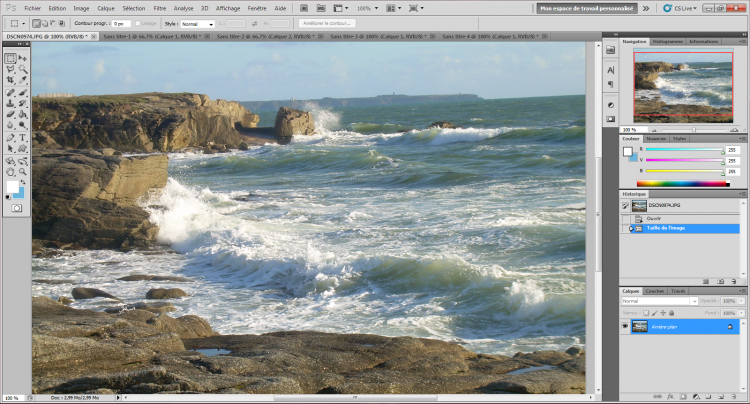 Ps
Fichier Edition Image Calque Sélection Filtre Analyse 3D Affichage Fenêtre Aide
100%
Mon espace de travail personnalisé
CS Live
Contour progr. : 0 px
Lissage
Style : Normal
Améliorer le contour...
DSCN0974.JPG @ 100% (RVB/8) *
Sans titre-1 @ 66,7% (Calque 1, RVB/8) *
Sans titre-2 @ 66,7% (Calque 2, RVB/8) *
Sans titre-3 @ 100% (Calque 1, RVB/8) *
Sans titre-4 @ 100% (Calque 1, RVB/8) *
Navigation Histogramme Informations
100 %
Couleur Nuancier Styles
R 255
V 255
B 255
Historique
DSCN0974.JPG
Ouvrir
Taille de l'image
Calques Couches Tracés
Normal Opacité : 100%
Verrou : Fond : 100%
Arrière-plan
100 % Doc : 2,99 Mo/2,99 Mo